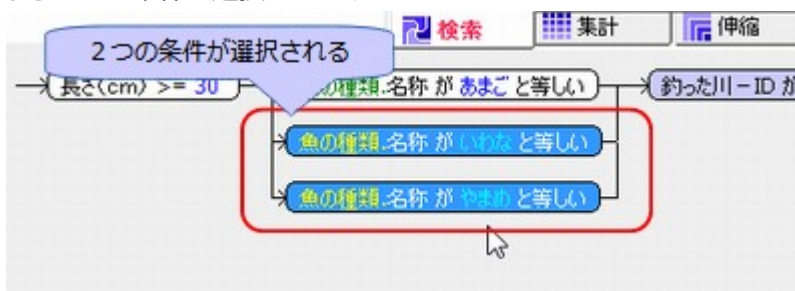 検索
集計
伸縮
2つの条件が選択される
長さ(cm) >= 30
の種類.名称 が あまご と等しい
釣った川－ID が
魚の種類.名称 が いわな と等しい
魚の種類.名称 が やまめ と等しい